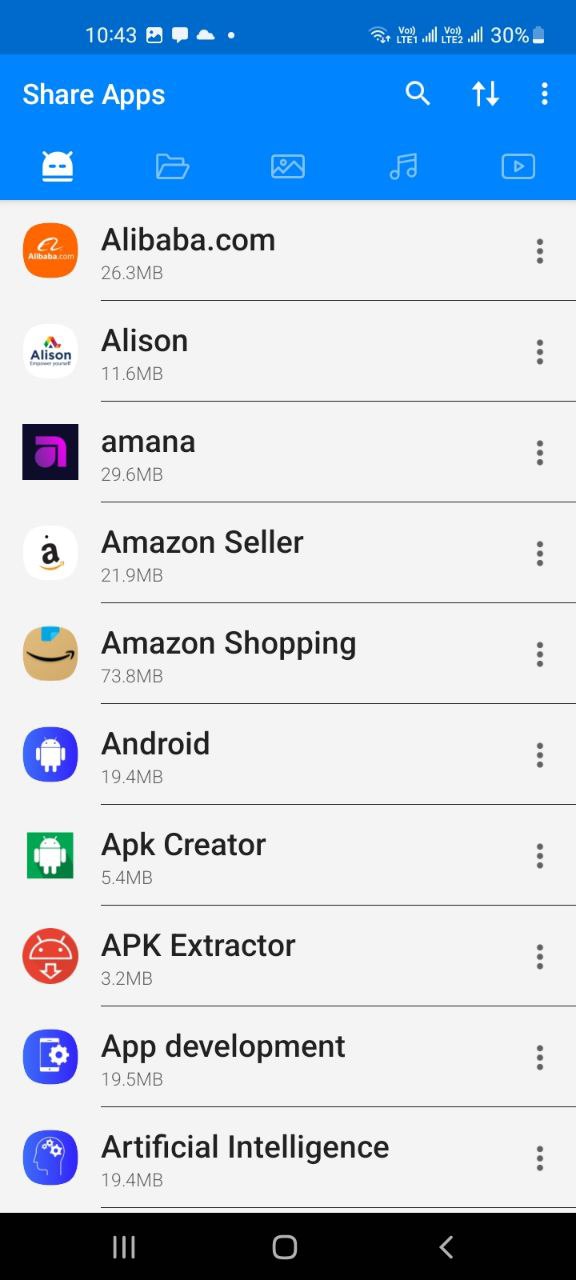 10:43
Vo) LTE1 Vo) LTE2 30%
Share Apps
Alibaba.com
Alibaba.com
26.3MB
Alison
Alison
Empower yourself
11.6MB
amana
29.6MB
Amazon Seller
21.9MB
Amazon Shopping
73.8MB
Android
19.4MB
Apk Creator
5.4MB
APK Extractor
3.2MB
App development
19.5MB
Artificial Intelligence
19.4MB